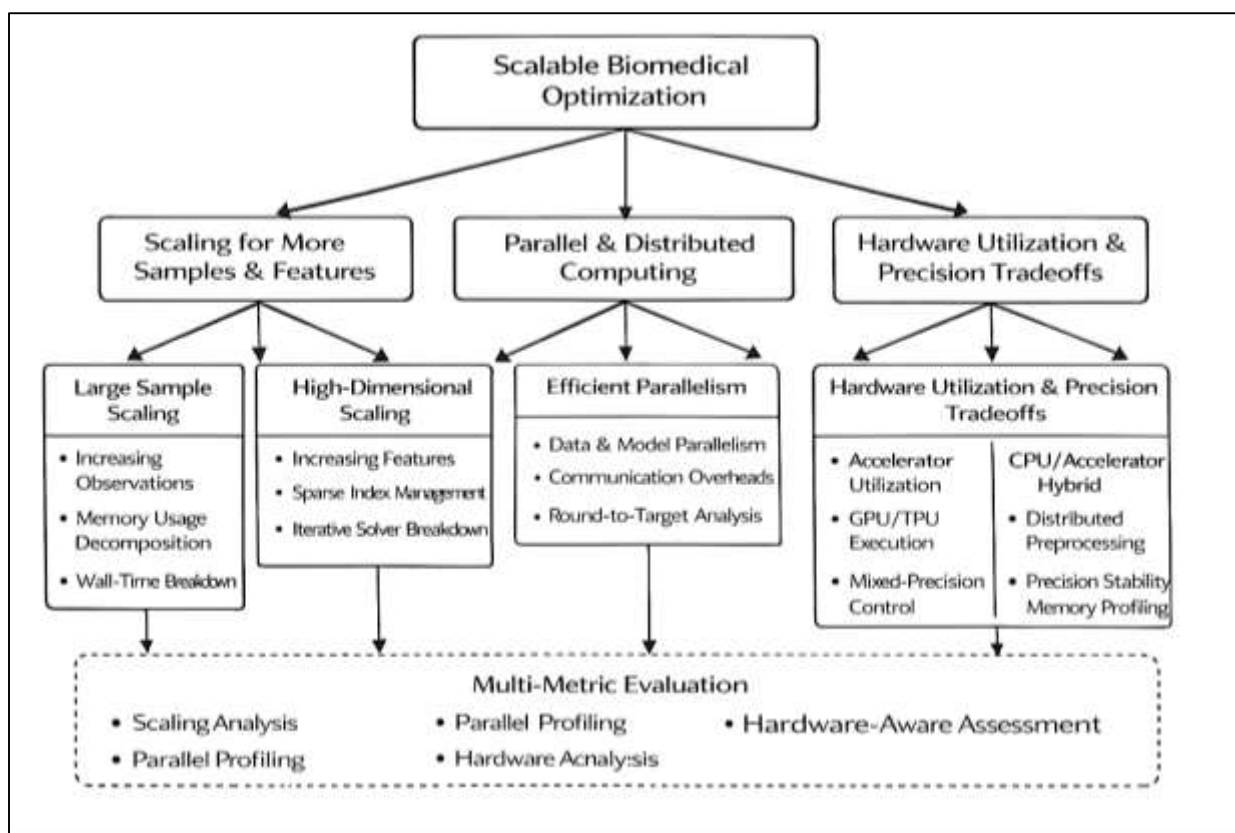 Scalable Biomedical
Optimization
Scaling for More
Samples & Features
Parallel & Distributed
Computing
Hardware Utilization &
Precision Tradeoffs
Large Sample
Scaling
• Increasing
Observations
• Memory Usage
Decomposition
• Wall-Time Breakdown
High-Dimensional
Scaling
• Increasing Features
• Sparse Index Management
• Iterative Solver Breakdown
Efficient Parallelism
• Data & Model Parallelism
• Communication Overheads
• Round-to-Target Analysis
Hardware Utilization & Precision
Tradeoffs
• Accelerator
Utilization
• GPU/TPU
Execution
• Mixed-Precision
Control
CPU/Accelerator
Hybrid
• Distributed
Preprocessing
• Precision Stability
Memory Profiling
Multi-Metric Evaluation
• Scaling Analysis
• Parallel Profiling
• Parallel Profiling
• Hardware Acnalysis
• Hardware-Aware Assessment